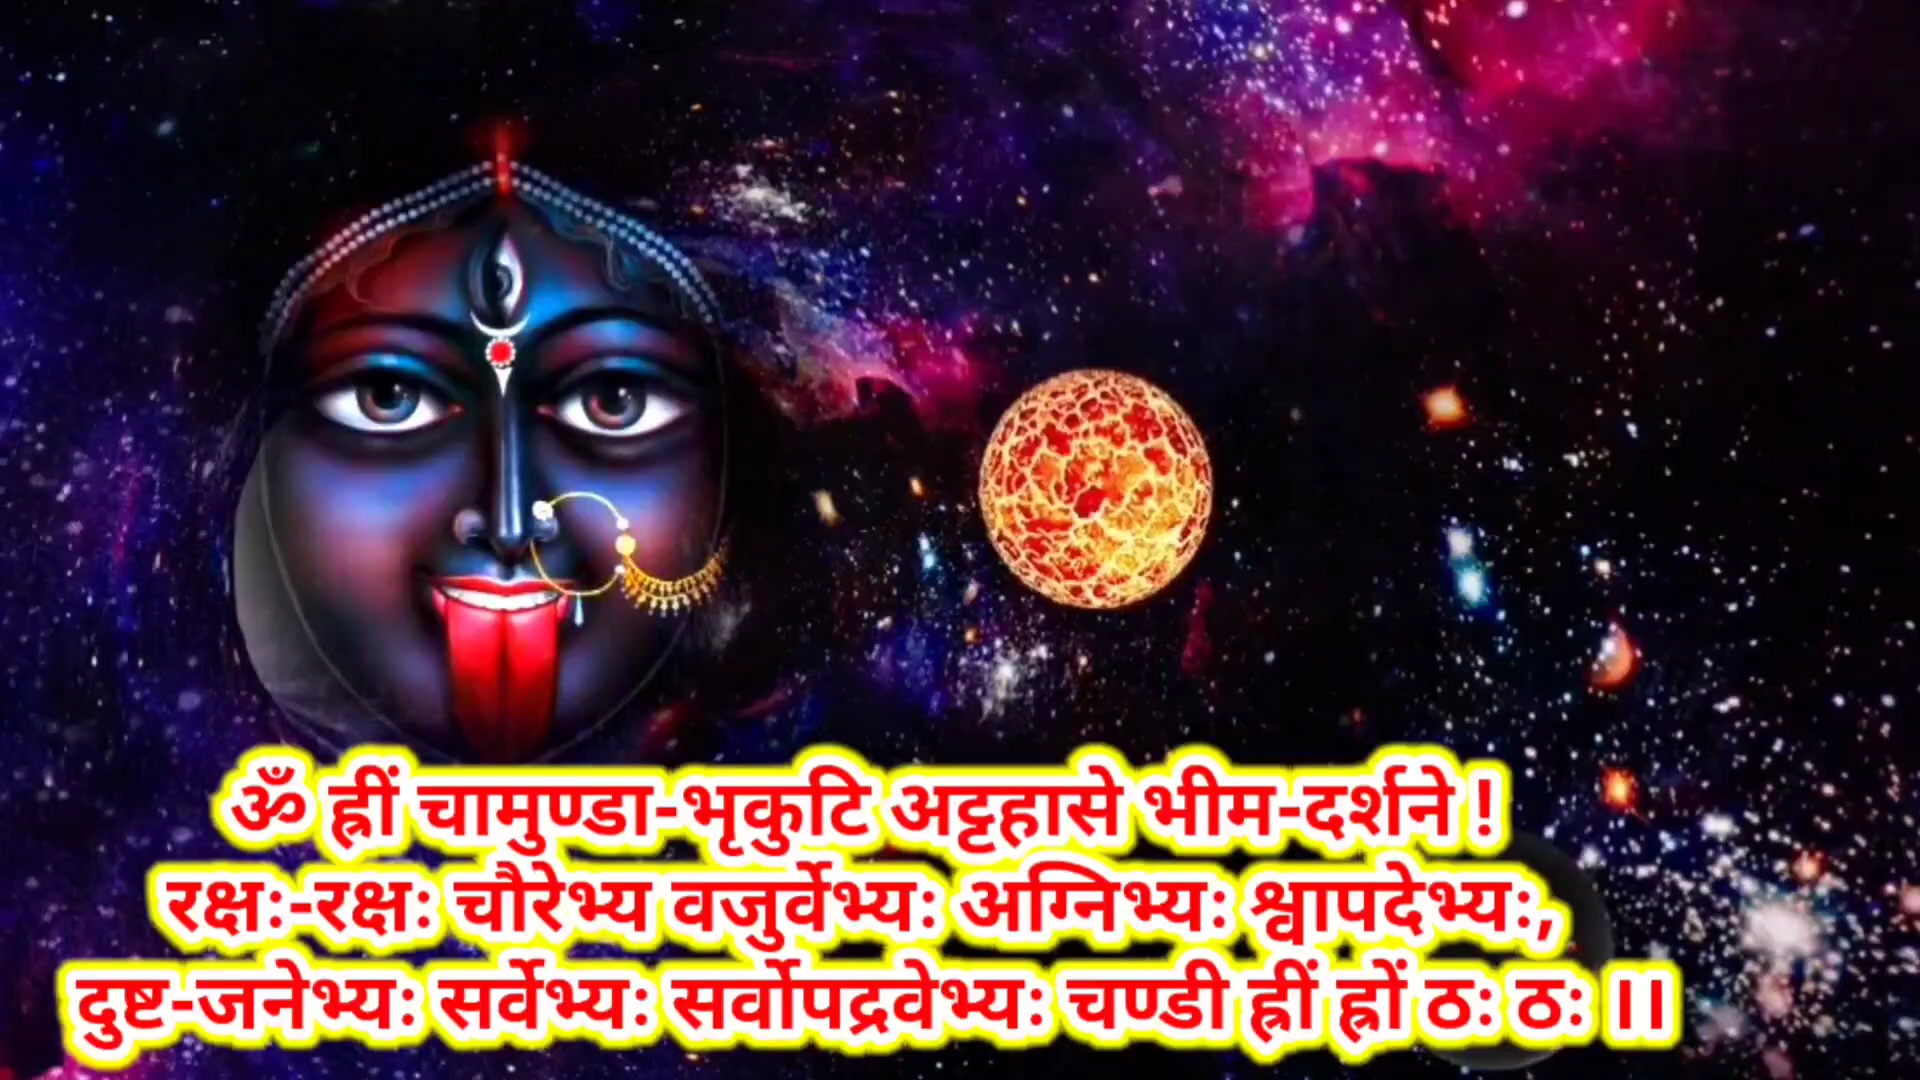 ॐ ह्रीं चामुण्डा-भृकुटि अट्टहासे भीम-दर्शने !
रक्षः-रक्षः चौरेभ्य वजुर्वेभ्यः अग्निभ्यः श्वापदेभ्यः,
दुष्ट-जनेभ्यः सर्वेभ्यः सर्वोपद्रवेभ्यः चण्डी ह्रीं ह्रों ठः ठः ।।